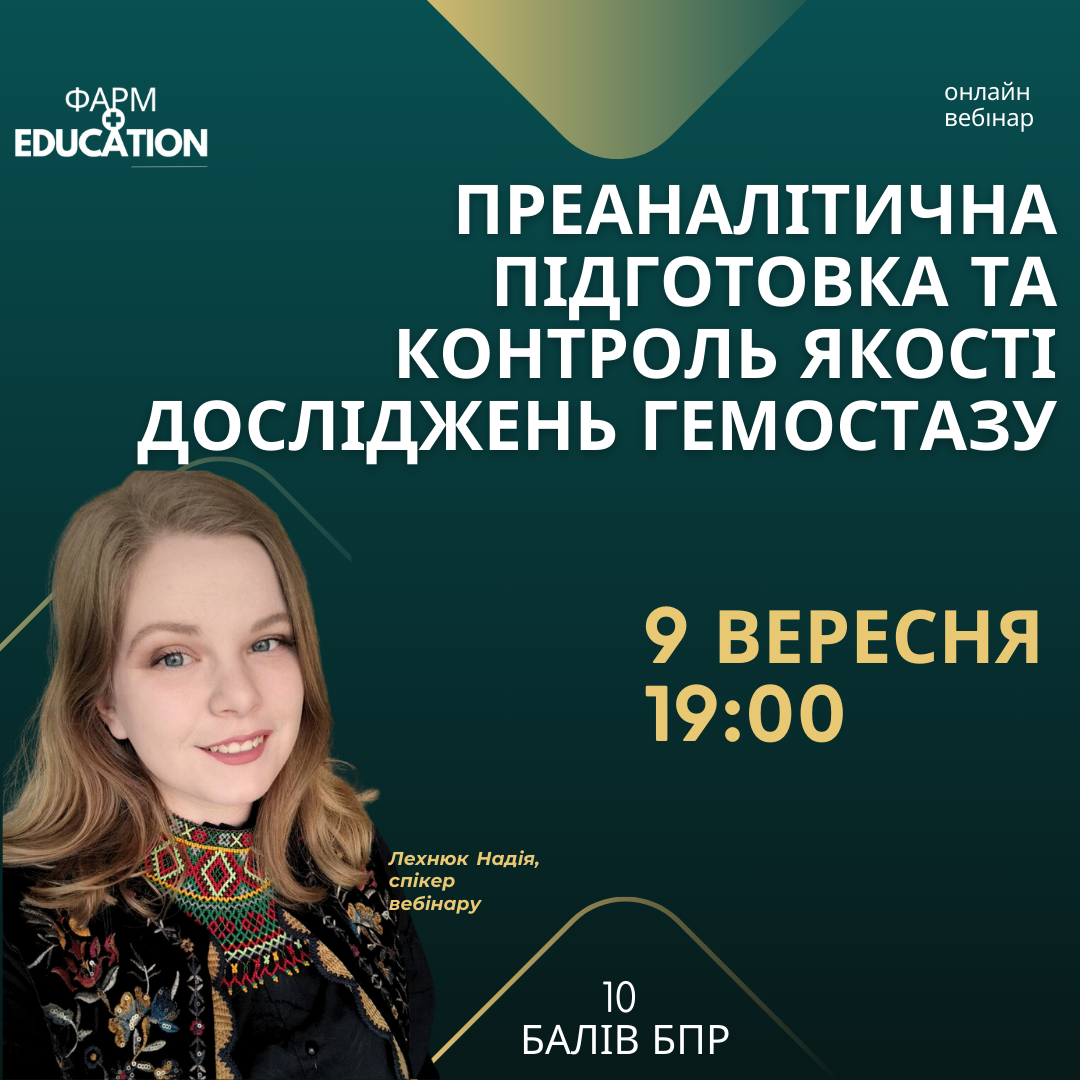 ФАРМ
EDUCATION
онлайн
вебінар
ПРЕАНАЛІТИЧНА
ПІДГОТОВКА ТА
КОНТРОЛЬ ЯКОСТІ
ДОСЛІДЖЕНЬ ГЕМОСТАЗУ
9 ВЕРЕСНЯ
19:00
Лехнюк Надія,
спікер
вебінару
10
БАЛІВ БПР